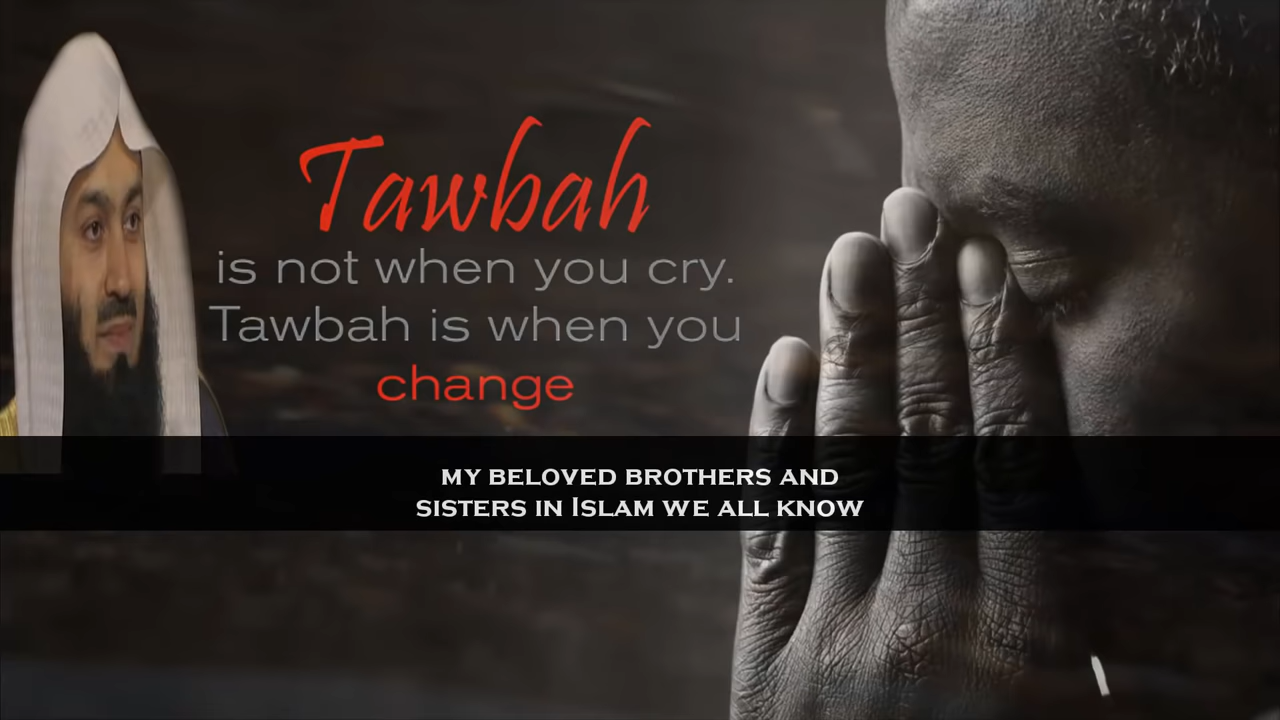 Tawbah
is not when you cry.
Tawbah is when you
change
MY BELOVED BROTHERS AND
SISTERS IN ISLAM WE ALL KNOW